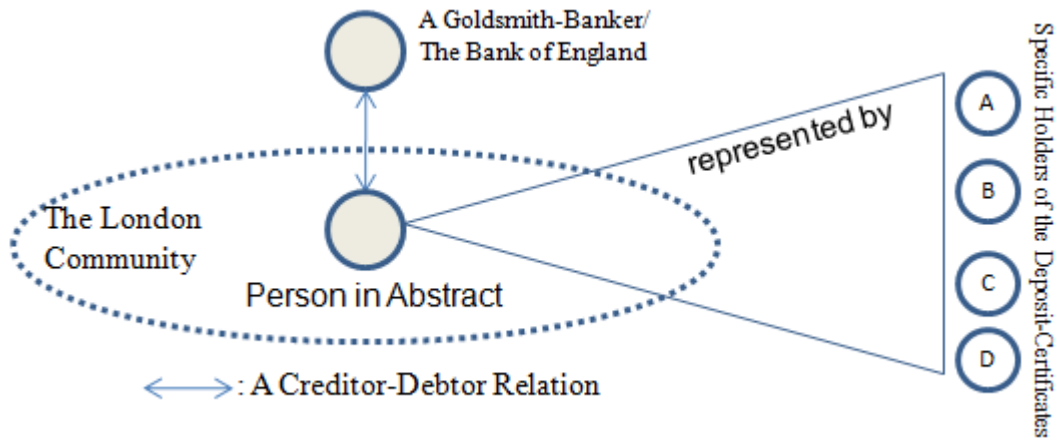 A Goldsmith-Banker/
The Bank of England
Specific Holders of the Deposit-Certificates
represented by
A
B
C
D
The London
Community
Person in Abstract
: A Creditor-Debtor Relation